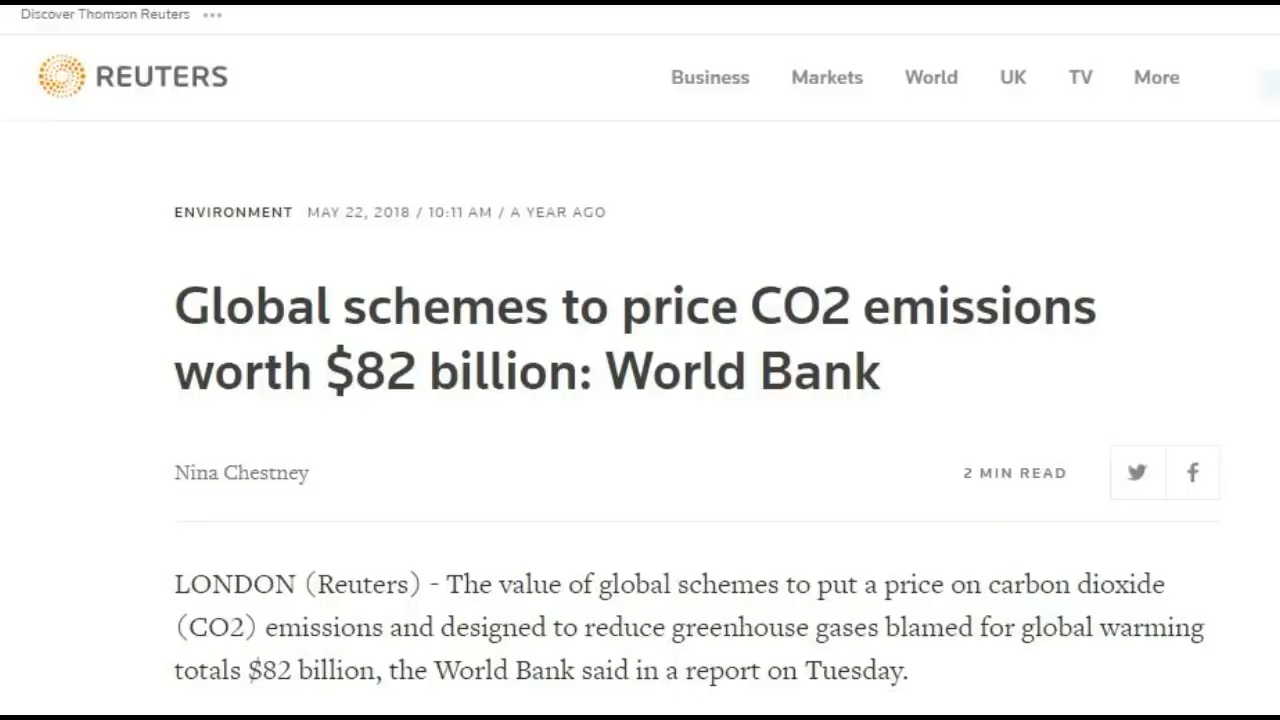 Discover Thomson Reuters •••
REUTERS
Business Markets World UK TV More
ENVIRONMENT MAY 22, 2018 / 10:11 AM / A YEAR AGO
Global schemes to price CO2 emissions
worth $82 billion: World Bank
Nina Chestney
2 MIN READ
LONDON (Reuters) - The value of global schemes to put a price on carbon dioxide
(CO2) emissions and designed to reduce greenhouse gases blamed for global warming
totals $82 billion, the World Bank said in a report on Tuesday.